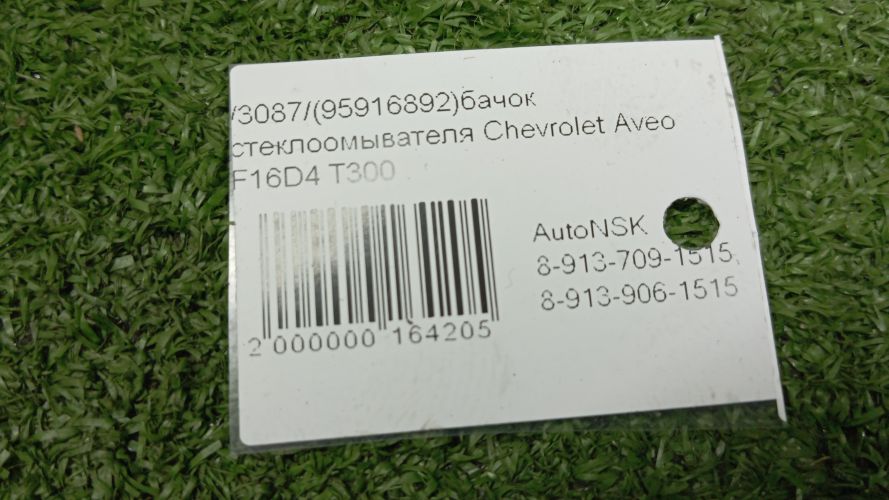 /3087/(95916892)бачок
стеклоомывателя Chevrolet Aveo
F16D4 T300
AutoNSK
8-913-709-1515,
8-913-906-1515
2 000000 164205